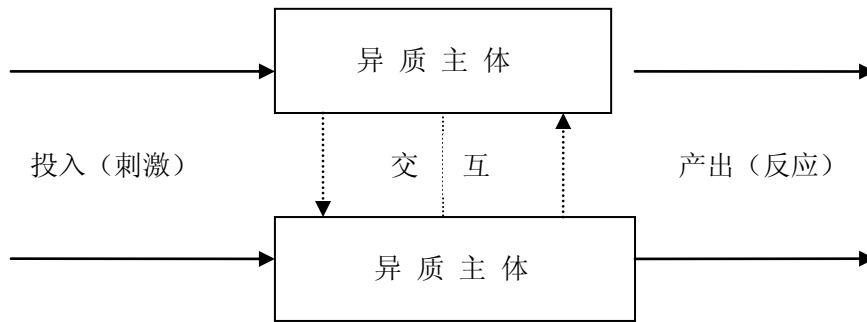 异 质 主 体
投入（刺激）
交 互
产出（反应）
异 质 主 体